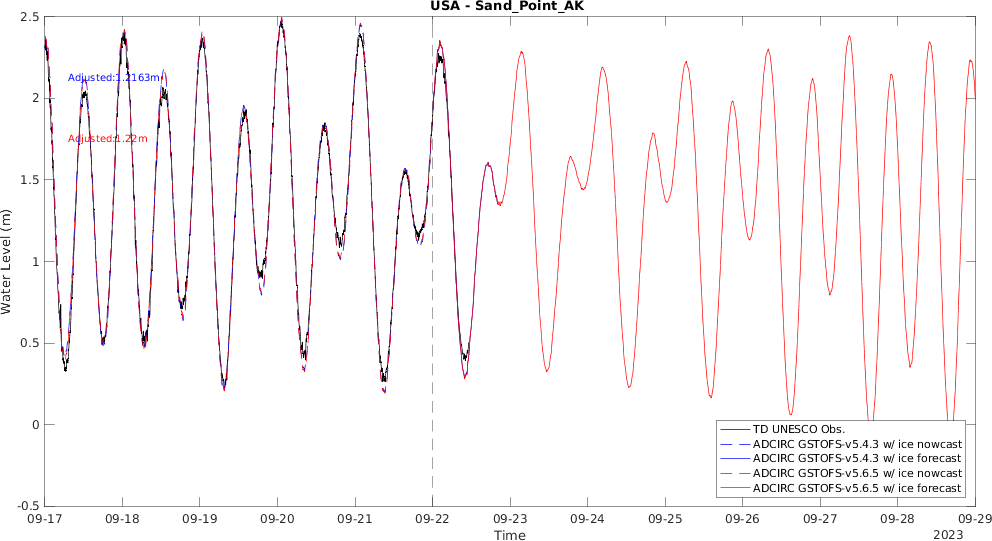 USA - Sand_Point_AK
2.5
2
1.5
1
0.5
0
-0.5
Water Level (m)
Adjusted:1.2163m
Adjusted:1.22m
TD UNESCO Obs.
ADCIRC GSTOFS-v5.4.3 w/ ice nowcast
ADCIRC GSTOFS-v5.4.3 w/ ice forecast
ADCIRC GSTOFS-v5.6.5 w/ ice nowcast
ADCIRC GSTOFS-v5.6.5 w/ ice forecast
09-17 09-18 09-19 09-20 09-21 09-22 09-23 09-24 09-25 09-26 09-27 09-28 09-29
Time
2023